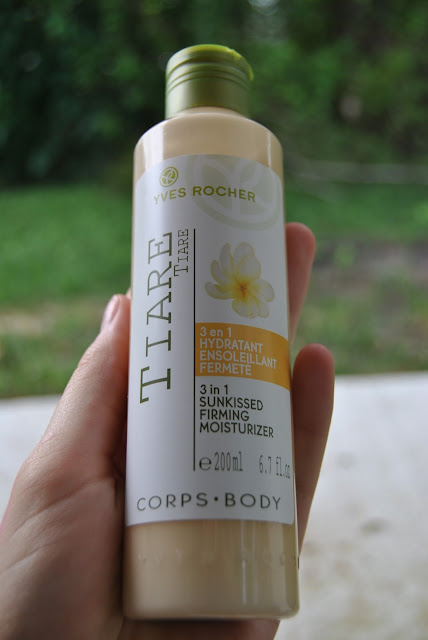 YVES ROCHER
TIARE
TIARE
3 en 1
HYDRATANT
ENSOLEILLANT
FERMETÉ
3 in 1
SUNKISSED
FIRMING
MOISTURIZER
e200ml 6.7 fl.oz
CORPS • BODY